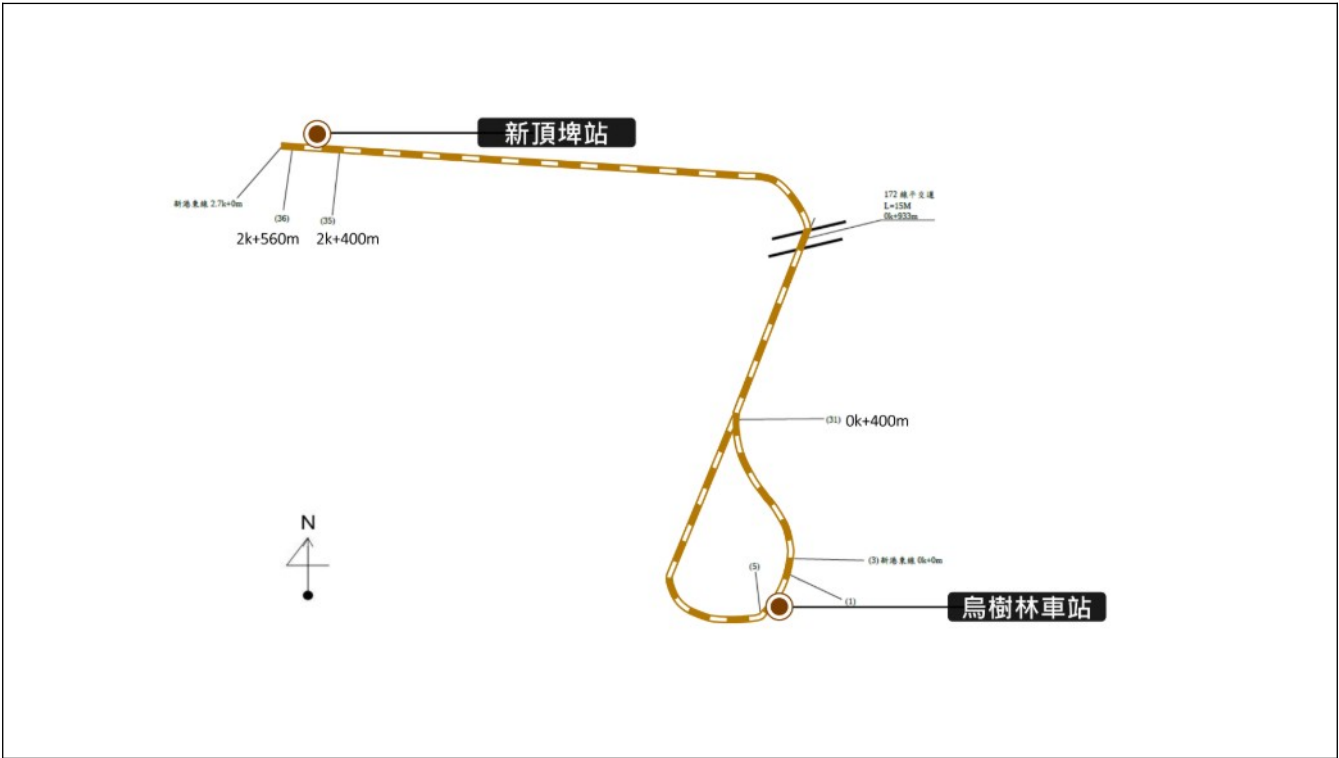 新頂埤站
新港東線 2.7k+0m
(36)
(35)
2k+560m
2k+400m
172 線平交道
L=15M
0k+933m
(31) 0k+400m
N
(5)
(3) 新港東線 0k+0m
(1)
烏樹林車站